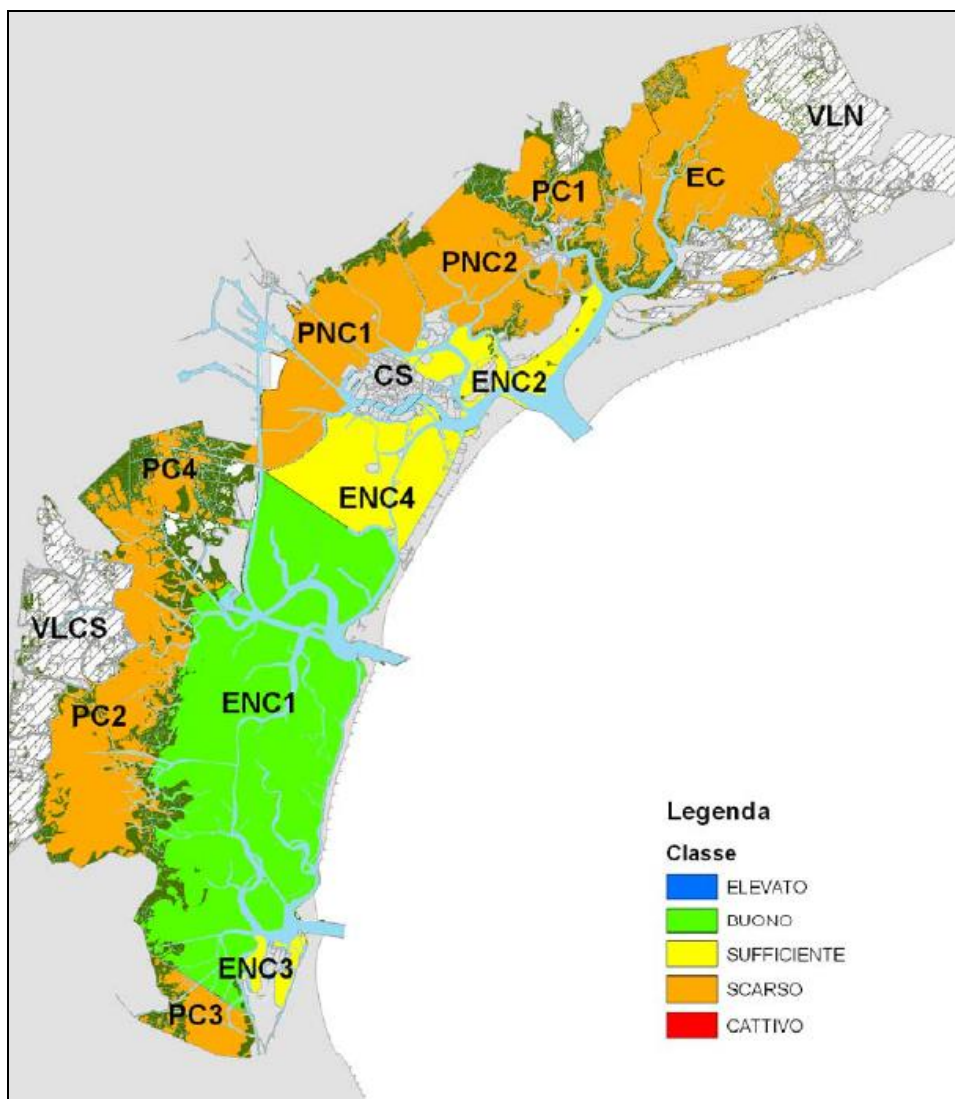 VLN
EC
PC1
PNC2
PNC1
CS
ENC2
PC4
ENC4
VLCS
ENC1
PC2
ENC3
PC3
Legenda
Classe
ELEVATO
BUONO
SUFFICIENTE
SCARSO
CATTIVO